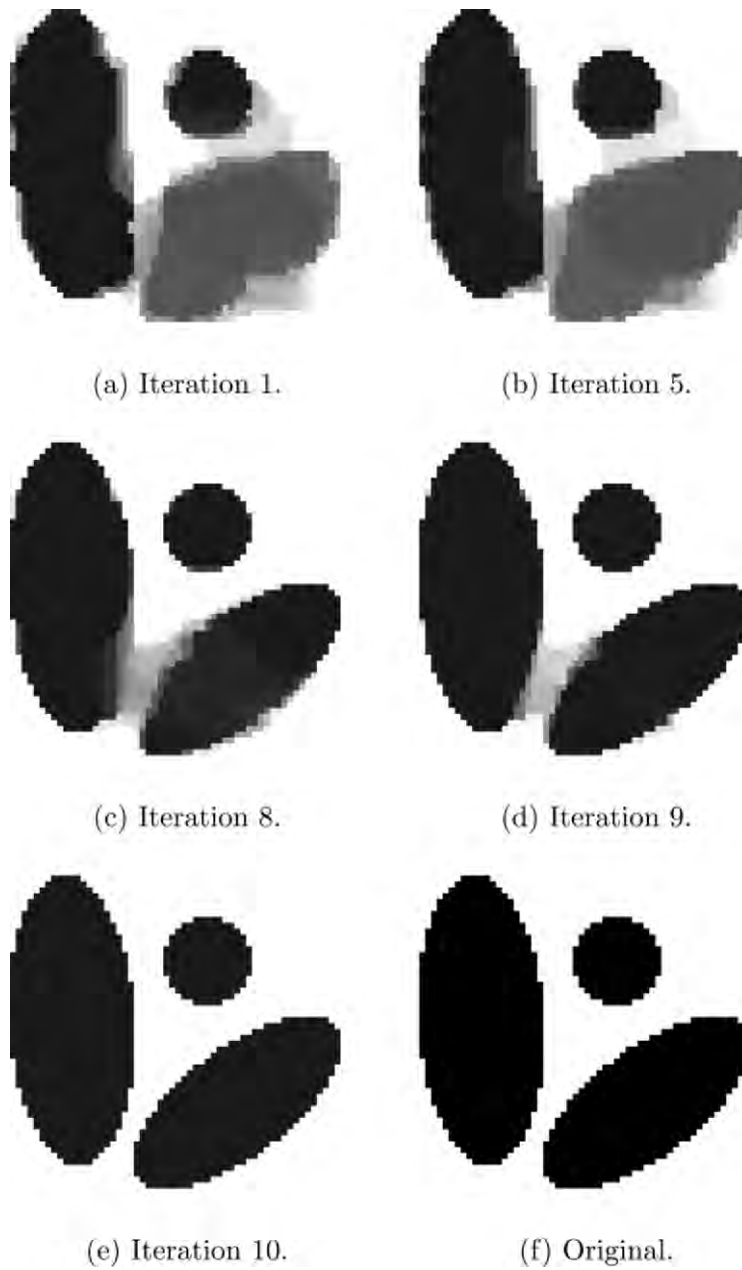 (a) Iteration 1.
(b) Iteration 5.
(c) Iteration 8.
(d) Iteration 9.
(e) Iteration 10.
(f) Original.